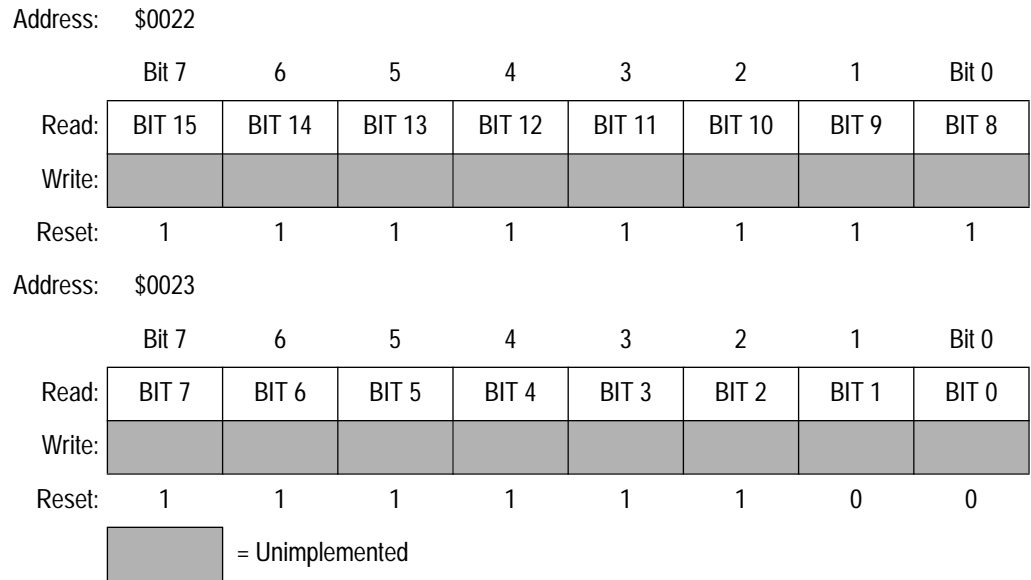 Address: $0022
Bit 7 6 5 4 3 2 1 Bit 0
Read: BIT 15 BIT 14 BIT 13 BIT 12 BIT 11 BIT 10 BIT 9 BIT 8
Write:
Reset: 1 1 1 1 1 1 1 1
Address: $0023
Bit 7 6 5 4 3 2 1 Bit 0
Read: BIT 7 BIT 6 BIT 5 BIT 4 BIT 3 BIT 2 BIT 1 BIT 0
Write:
Reset: 1 1 1 1 1 1 0 0
= Unimplemented